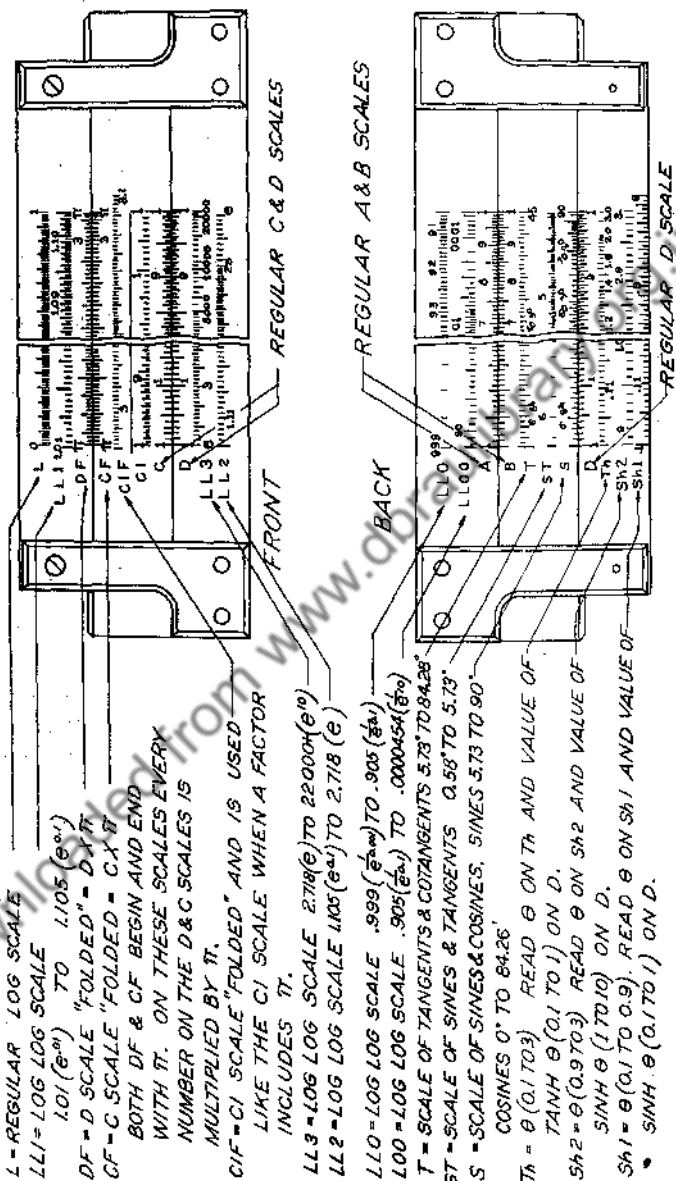 L = REGULAR LOG SCALE
LL1 = LOG LOG SCALE
1.01 (e^0.01) TO 1.105 (e^0.1)
DF = D SCALE "FOLDED" = D X π
CF = C SCALE "FOLDED = C X π
BOTH DF & CF BEGIN AND END
WITH π. ON THESE SCALES EVERY
NUMBER ON THE D & C SCALES IS
MULTIPLIED BY π.
CIF = CI SCALE "FOLDED" AND IS USED
LIKE THE CI SCALE WHEN A FACTOR
INCLUDES π.
LL3 = LOG LOG SCALE 2.718(e) TO 22000+(e^10)
LL2 = LOG LOG SCALE 1.105(e^0.1) TO 2.718 (e)
L
LL1
DF
CF
CIF
CI
C
D
LL3
LL2
FRONT
REGULAR C & D SCALES
LL0 = LOG LOG SCALE .999 TO .905
L00 = LOG LOG SCALE .905 TO .0000454
T = SCALE OF TANGENTS & COTANGENTS 5.73° TO 84.28°
ST = SCALE OF SINES & TANGENTS 0.58° TO 5.73°
S = SCALE OF SINES & COSINES, SINES 5.73 TO 90°
COSINES 0° TO 84.26'
Th = θ (0.1 TO 3) READ θ ON Th AND VALUE OF
TANH θ (0.1 TO 1) ON D.
Sh2 = θ (0.9 TO 3) READ θ ON Sh2 AND VALUE OF
SINH θ (1 TO 10) ON D.
Sh1 = θ (0.1 TO 0.9). READ θ ON Sh1 AND VALUE OF
SINH θ (0.1 TO 1) ON D.
LL0
LL00
A
B
T
ST
S
D
Th
Sh2
Sh1
BACK
REGULAR A & B SCALES
REGULAR D SCALE
nloaded from www.dbraulibrary.org.i